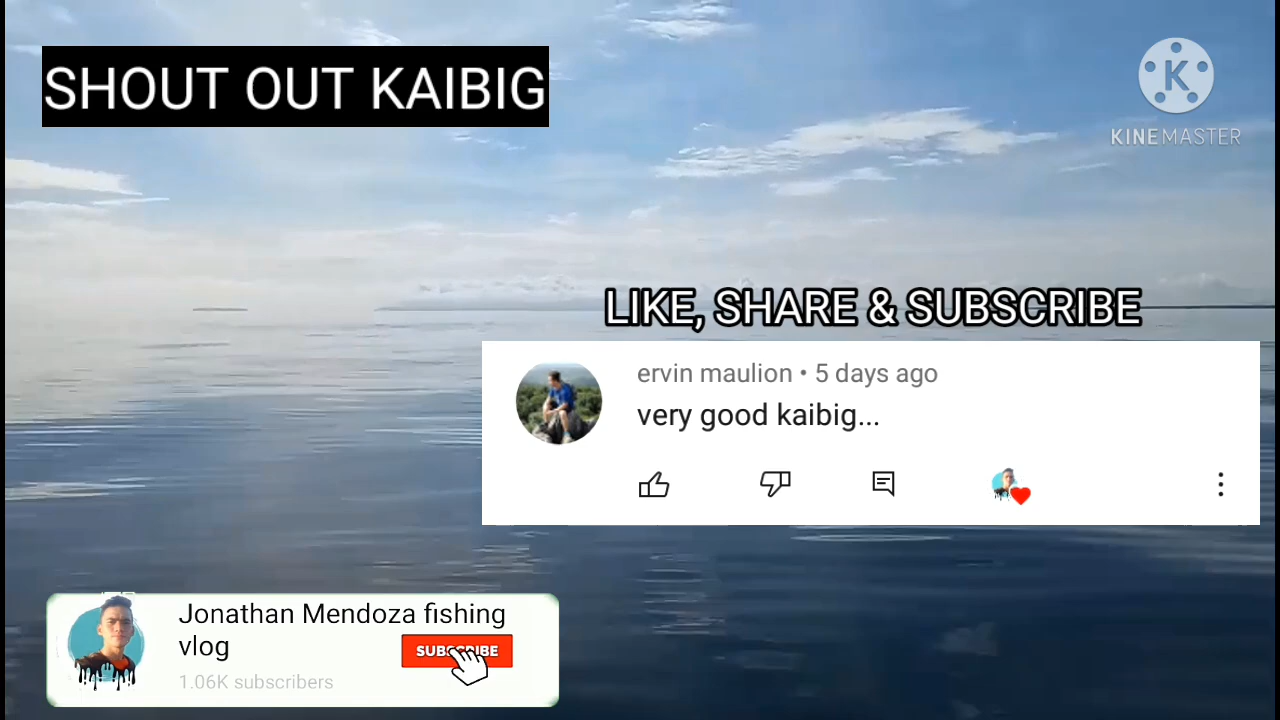 SHOUT OUT KAIBIG
K
KINEMASTER
LIKE, SHARE & SUBSCRIBE
ervin maulion • 5 days ago
very good kaibig...
Jonathan Mendoza fishing
vlog
SUBSCRIBE
1.06K subscribers